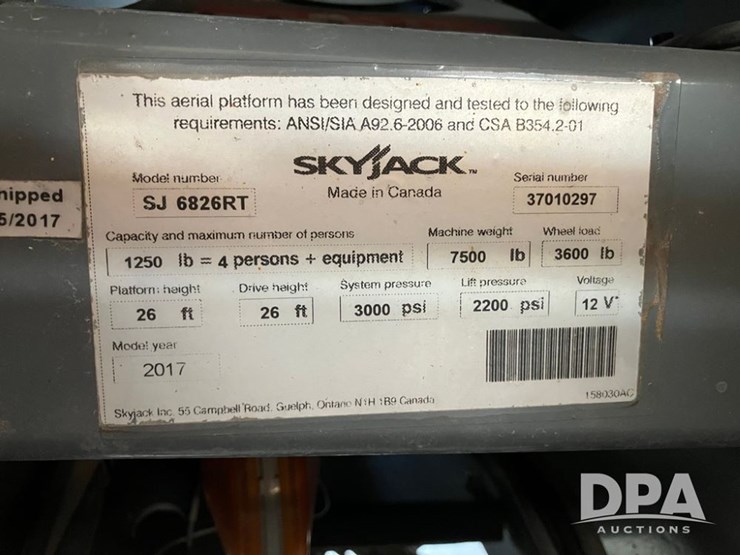 This aerial platform has been designed and tested to the following
requirements: ANSI/SIA A92.6-2006 and CSA B354.2-01
SKYJACK™
Made in Canada
Model number
SJ 6826RT
Serial number
37010297
hipped
5/2017
Capacity and maximum number of persons
1250 lb = 4 persons + equipment
Machine weight
7500 lb
Wheel load
3600 lb
Platform height
26 ft
Drive height
26 ft
System pressure
3000 psi
Lift pressure
2200 psi
Voltage
12 V
Model year
2017
158030AC
Skyjack Inc. 55 Campbell Road. Guelph, Ontario N1H 1B9 Canada
DPA
AUCTIONS